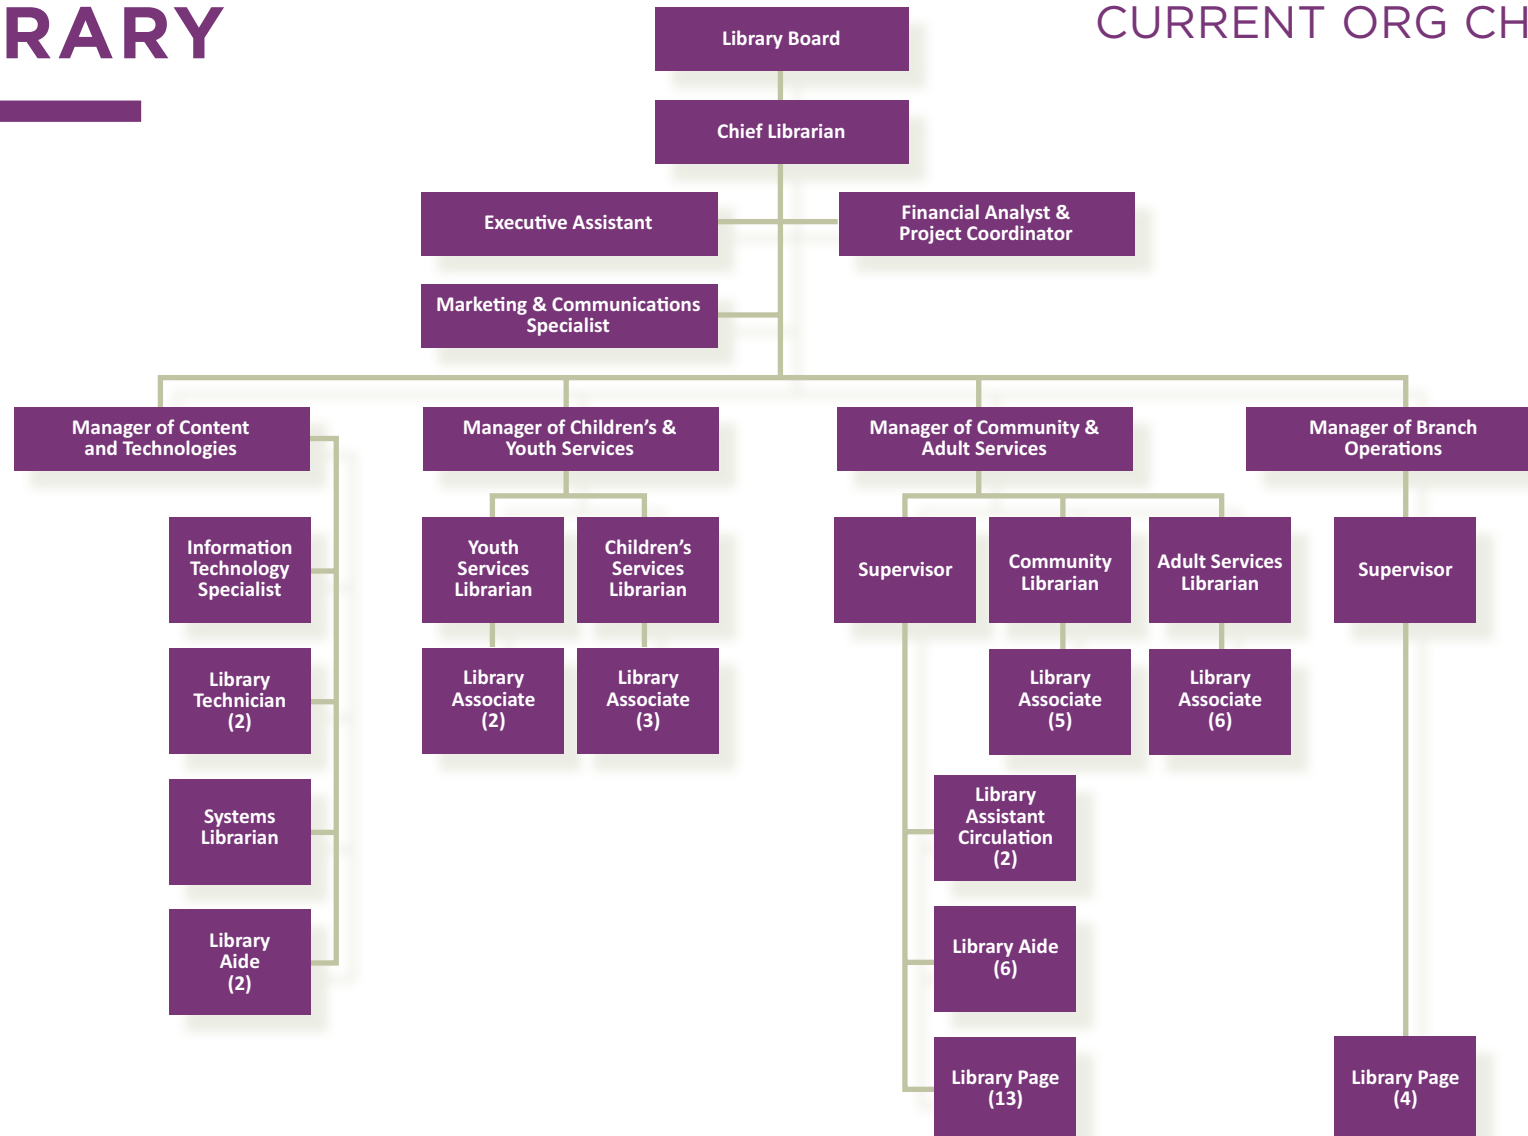 RARY
CURRENT ORG CH
Library Board
Chief Librarian
Executive Assistant
Financial Analyst &
Project Coordinator
Marketing & Communications
Specialist
Manager of Content
and Technologies
Manager of Children’s &
Youth Services
Manager of Community &
Adult Services
Manager of Branch
Operations
Information
Technology
Specialist
Youth
Services
Librarian
Children’s
Services
Librarian
Supervisor
Community
Librarian
Adult Services
Librarian
Supervisor
Library
Technician
(2)
Library
Associate
(2)
Library
Associate
(3)
Library
Associate
(5)
Library
Associate
(6)
Systems
Librarian
Library
Assistant
Circulation
(2)
Library
Aide
(2)
Library Aide
(6)
Library Page
(13)
Library Page
(4)